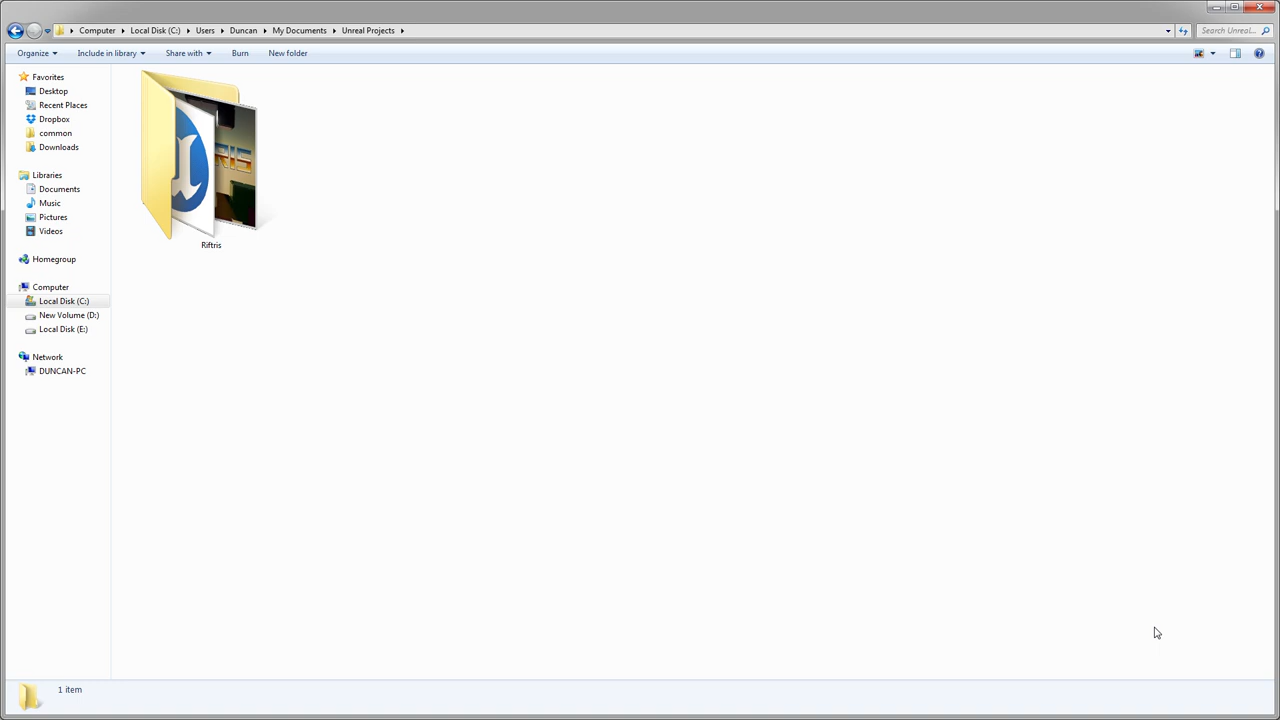 Computer Local Disk (C:) Users Duncan My Documents Unreal Projects
Search Unreal...
Organize Include in library Share with Burn New folder
Favorites
Desktop
Recent Places
Dropbox
common
Downloads
Libraries
Documents
Music
Pictures
Videos
Homegroup
Computer
Local Disk (C:)
New Volume (D:)
Local Disk (E:)
Network
DUNCAN-PC
Riftris
1 item